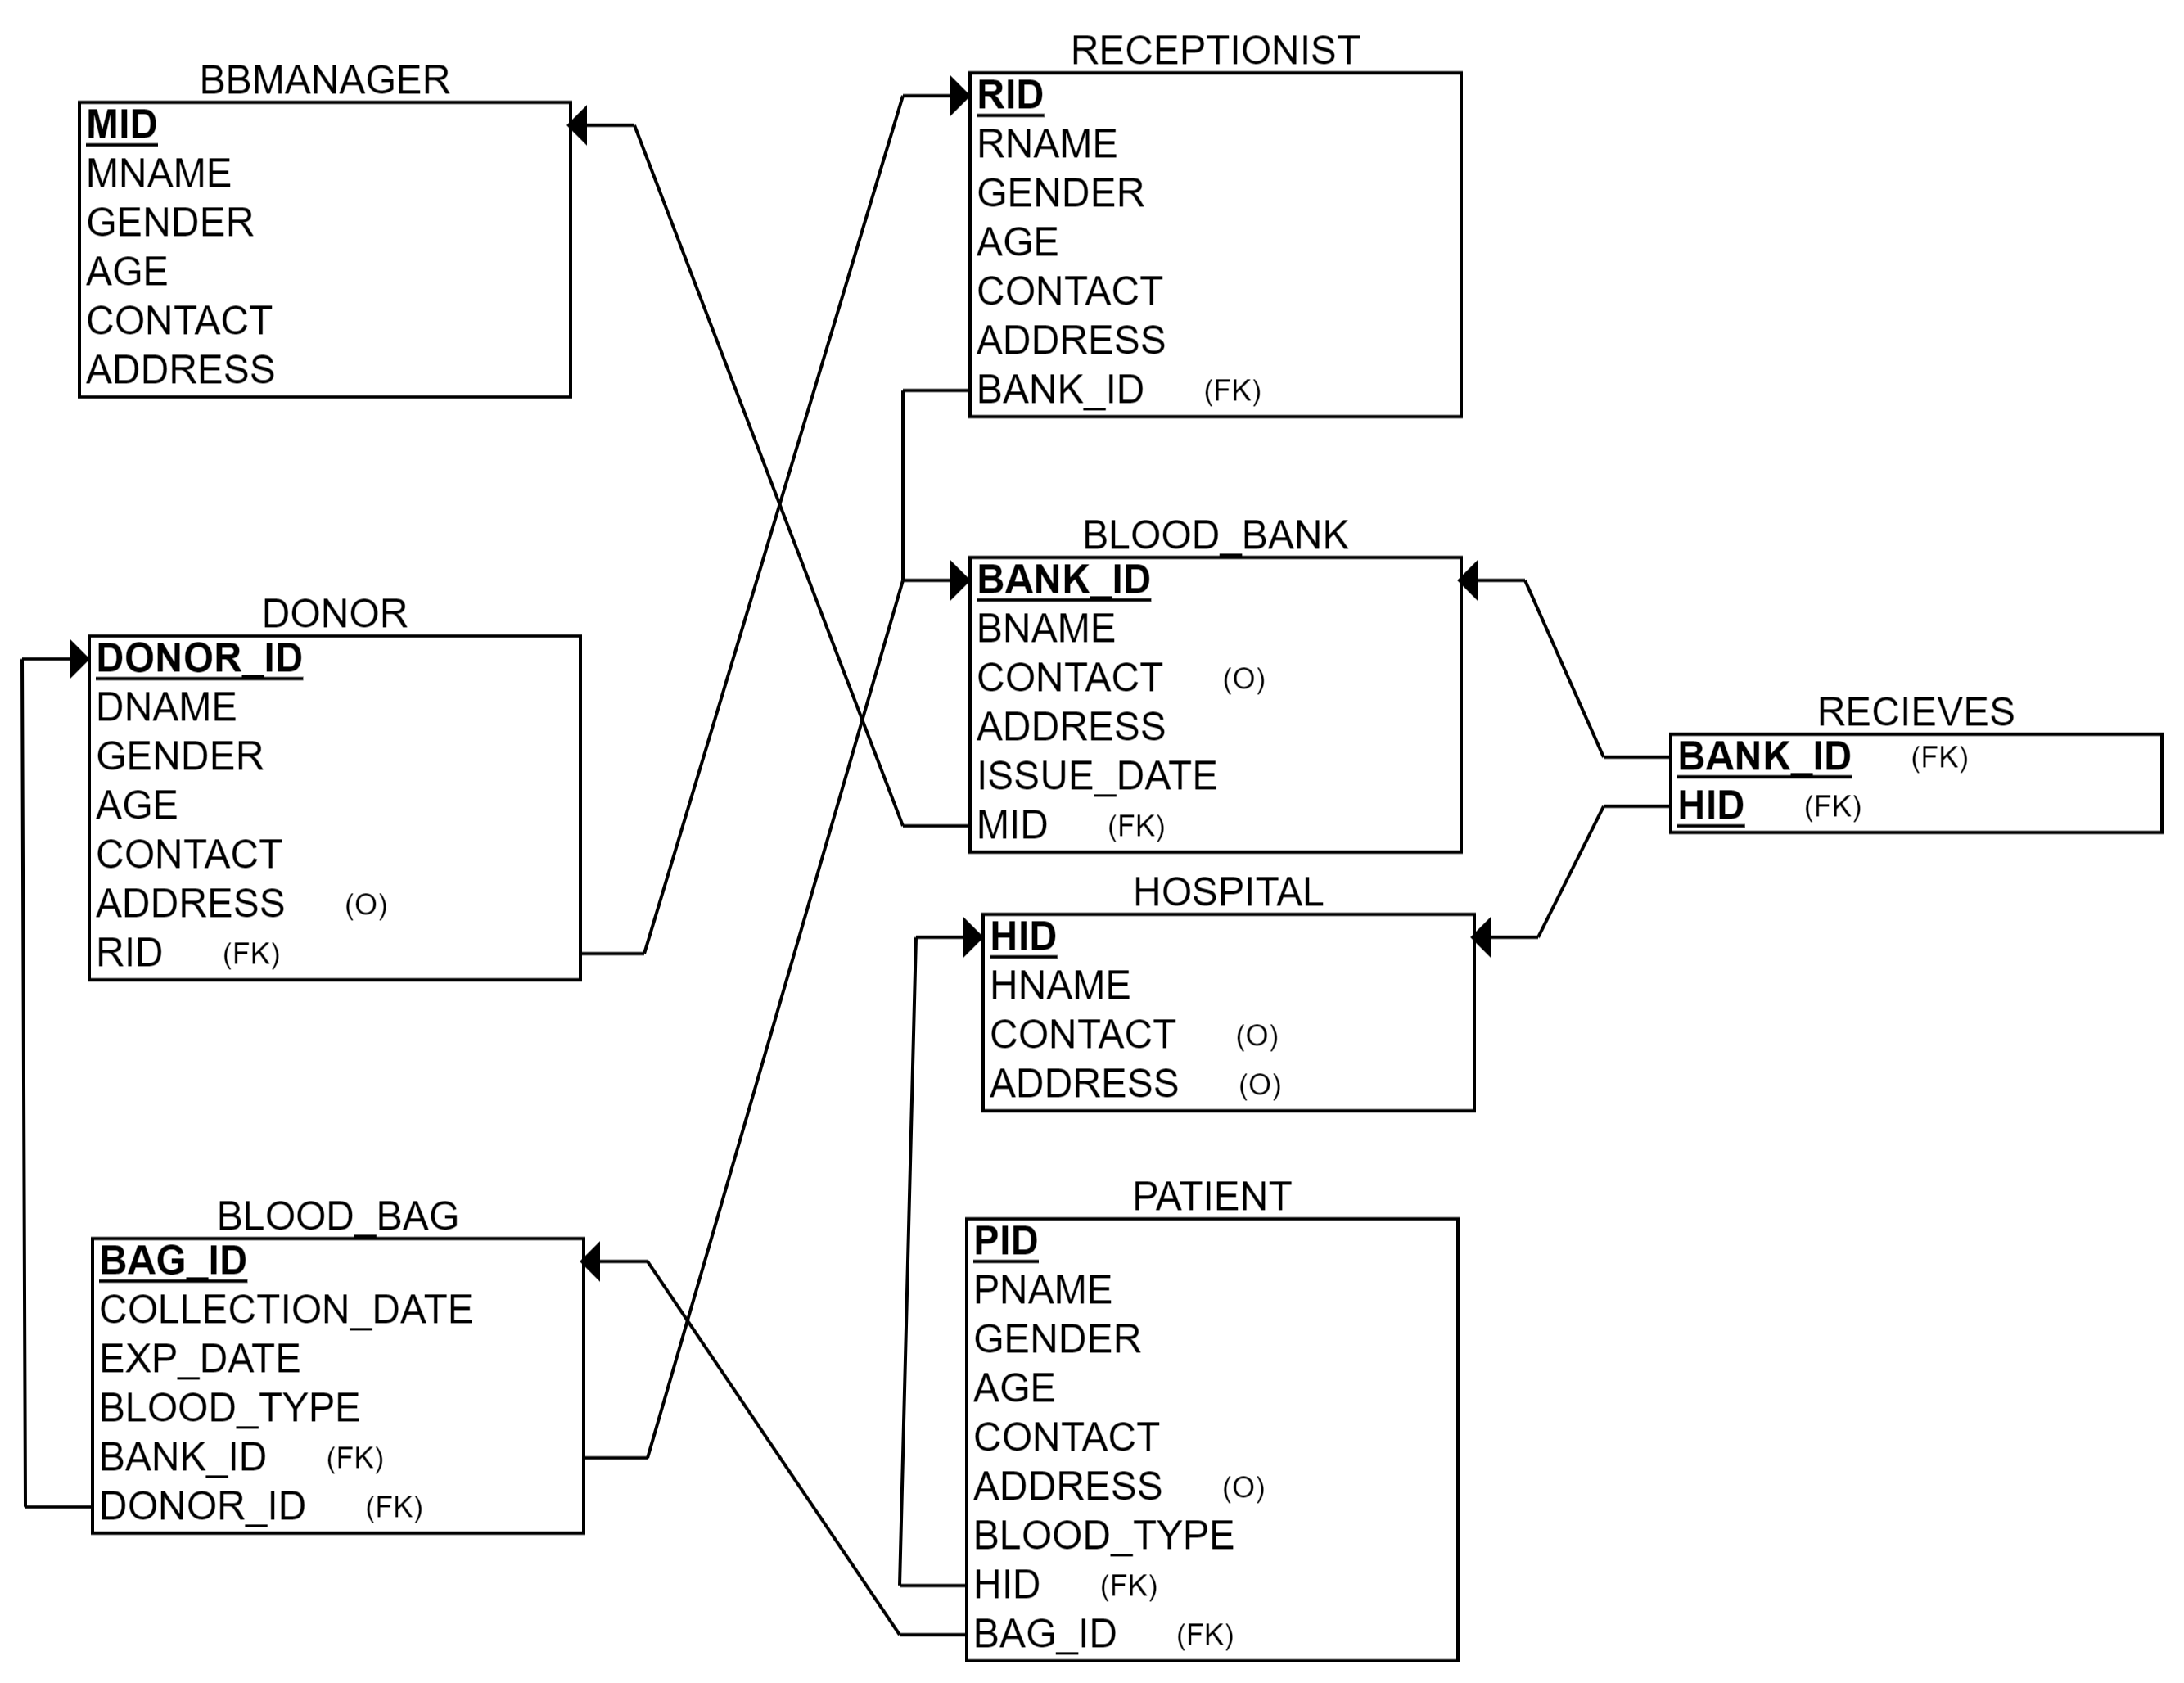 BBMANAGER
MID
MNAME
GENDER
AGE
CONTACT
ADDRESS
RECEPTIONIST
RID
RNAME
GENDER
AGE
CONTACT
ADDRESS
BANK_ID (FK)
DONOR
DONOR_ID
DNAME
GENDER
AGE
CONTACT
ADDRESS (O)
RID (FK)
BLOOD_BANK
BANK_ID
BNAME
CONTACT (O)
ADDRESS
ISSUE_DATE
MID (FK)
RECIEVES
BANK_ID (FK)
HID (FK)
HOSPITAL
HID
HNAME
CONTACT (O)
ADDRESS (O)
BLOOD_BAG
BAG_ID
COLLECTION_DATE
EXP_DATE
BLOOD_TYPE
BANK_ID (FK)
DONOR_ID (FK)
PATIENT
PID
PNAME
GENDER
AGE
CONTACT
ADDRESS (O)
BLOOD_TYPE
HID (FK)
BAG_ID (FK)